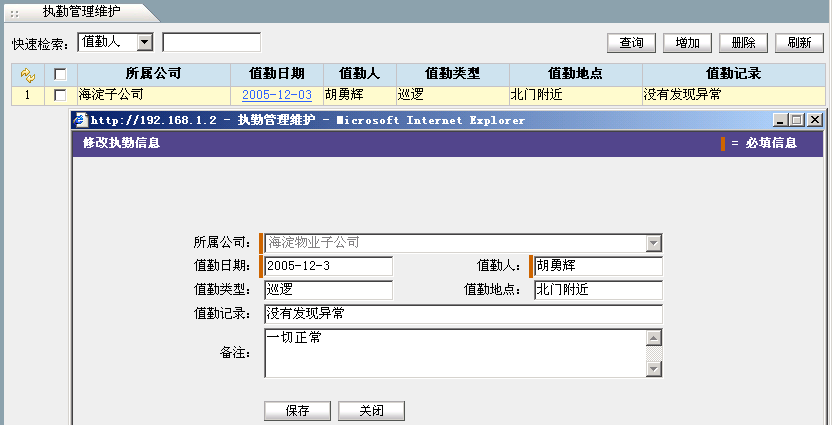 执勤管理维护
快速检索： 值勤人 查询 增加 删除 刷新
所属公司 值勤日期 值勤人 值勤类型 值勤地点 值勤记录
1 海淀子公司 2005-12-03 胡勇辉 巡逻 北门附近 没有发现异常
http://192.168.1.2 - 执勤管理维护 - Microsoft Internet Explorer
修改执勤信息 = 必填信息
所属公司： 海淀物业子公司
值勤日期： 2005-12-3 值勤人： 胡勇辉
值勤类型： 巡逻 值勤地点： 北门附近
值勤记录： 没有发现异常
备注： 一切正常
保存 关闭